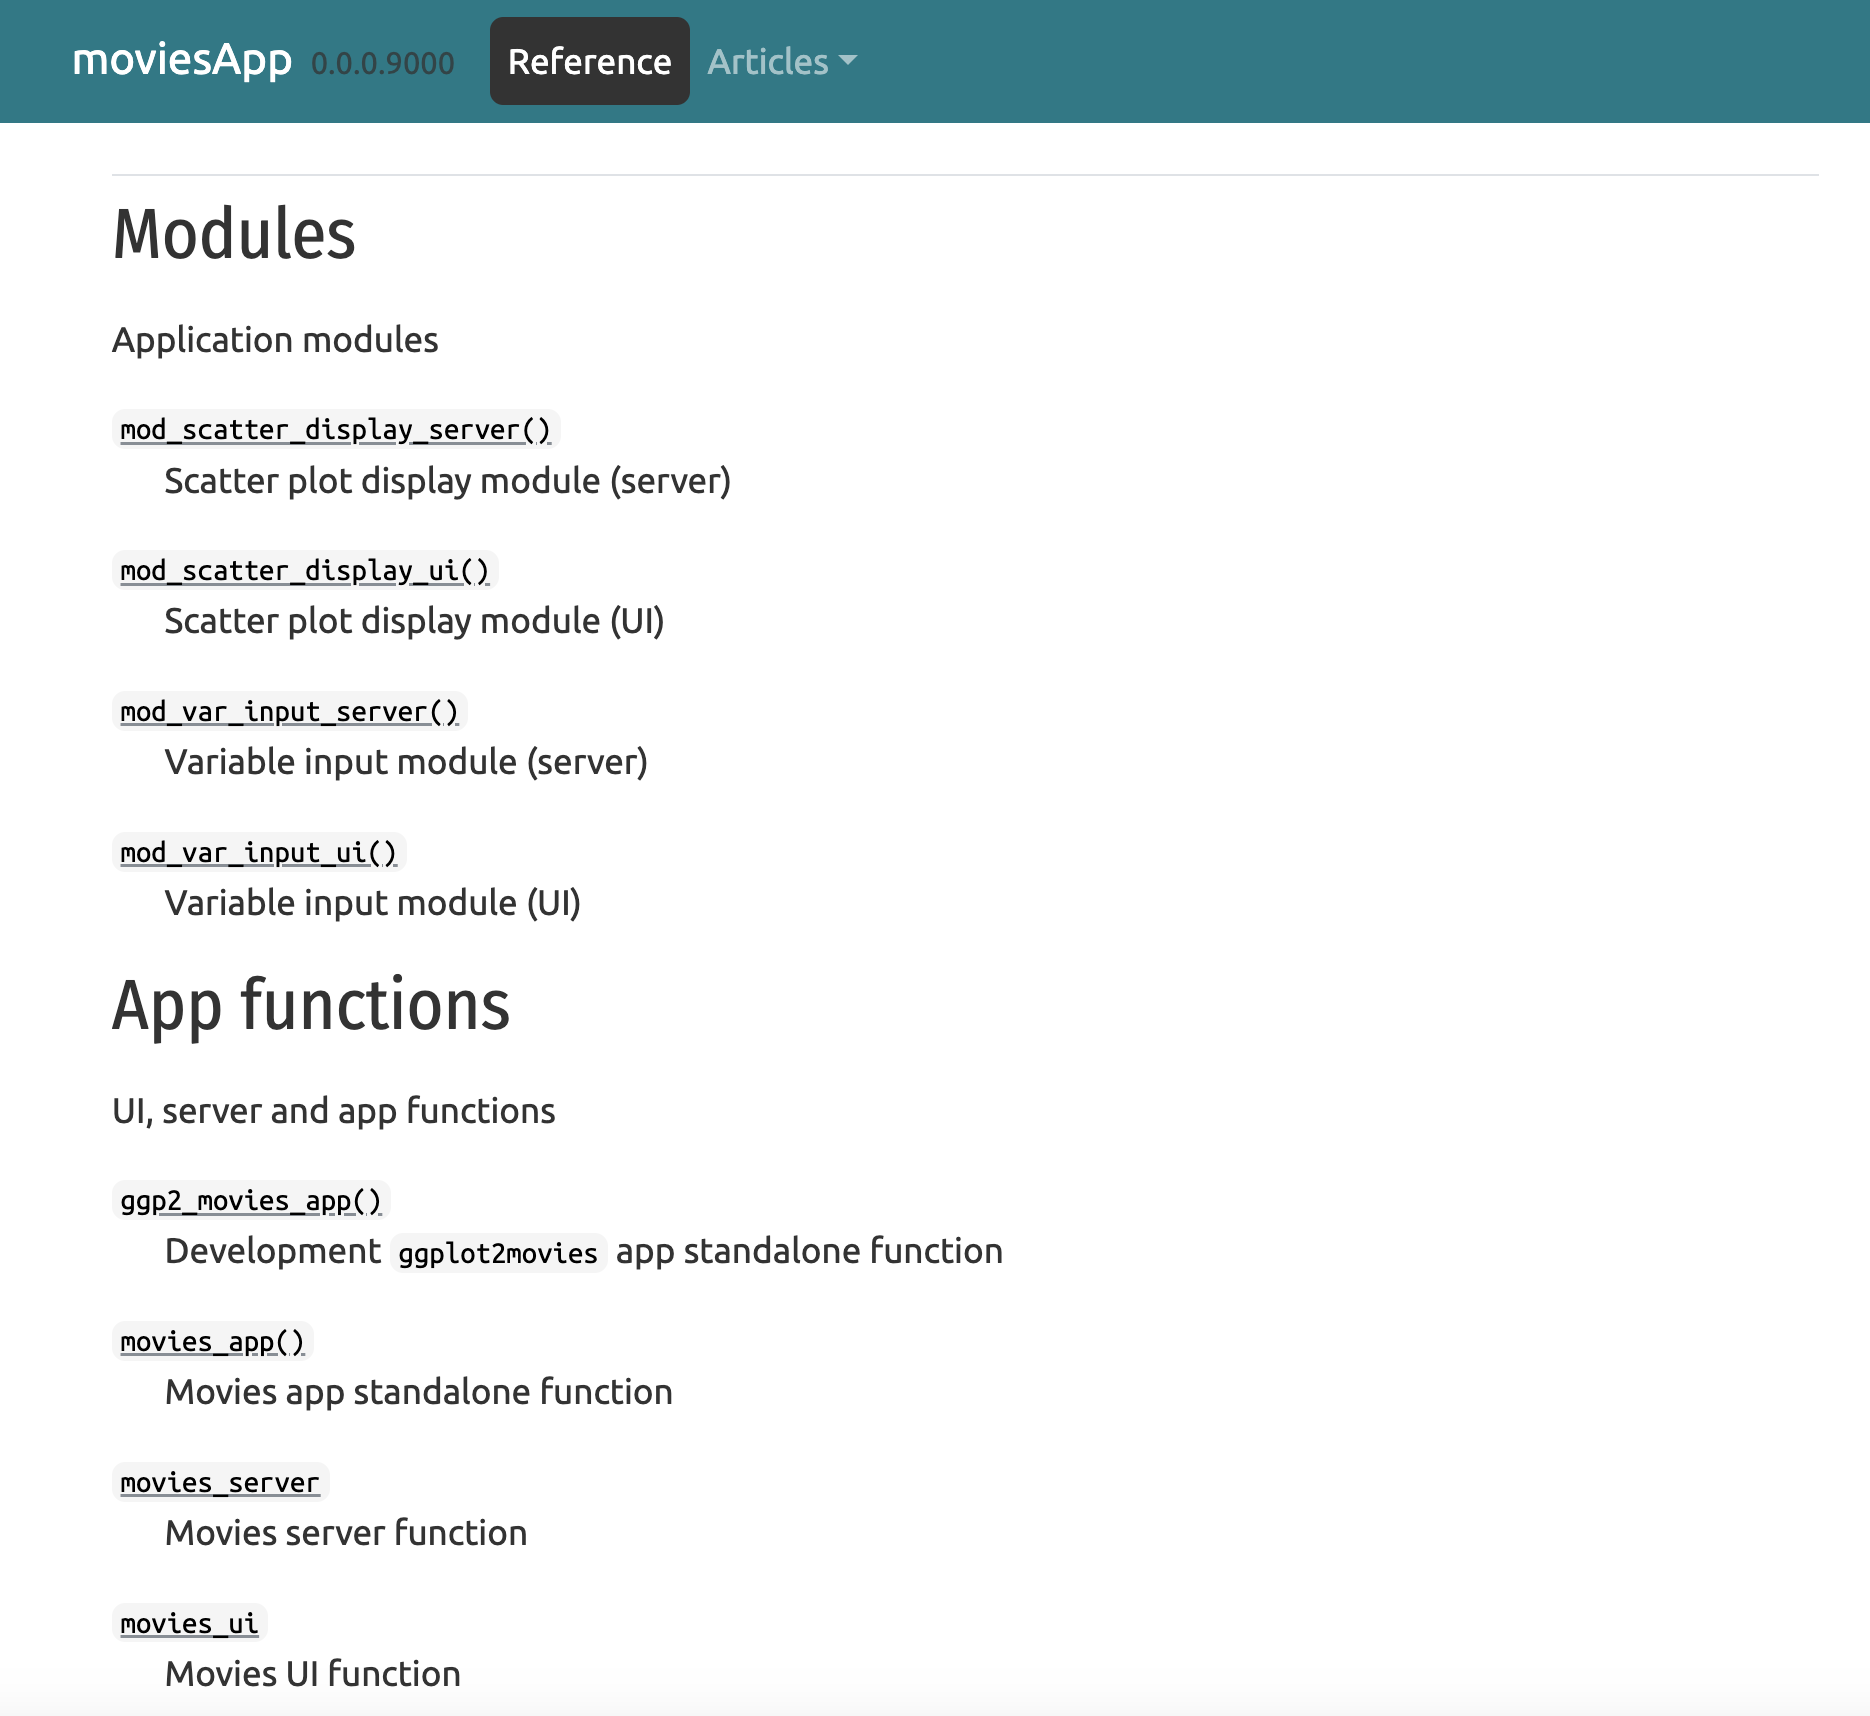 moviesApp 0.0.0.9000 Reference Articles
Modules
Application modules
mod_scatter_display_server()
Scatter plot display module (server)
mod_scatter_display_ui()
Scatter plot display module (UI)
mod_var_input_server()
Variable input module (server)
mod_var_input_ui()
Variable input module (UI)
App functions
UI, server and app functions
ggp2_movies_app()
Development ggplot2movies app standalone function
movies_app()
Movies app standalone function
movies_server
Movies server function
movies_ui
Movies UI function